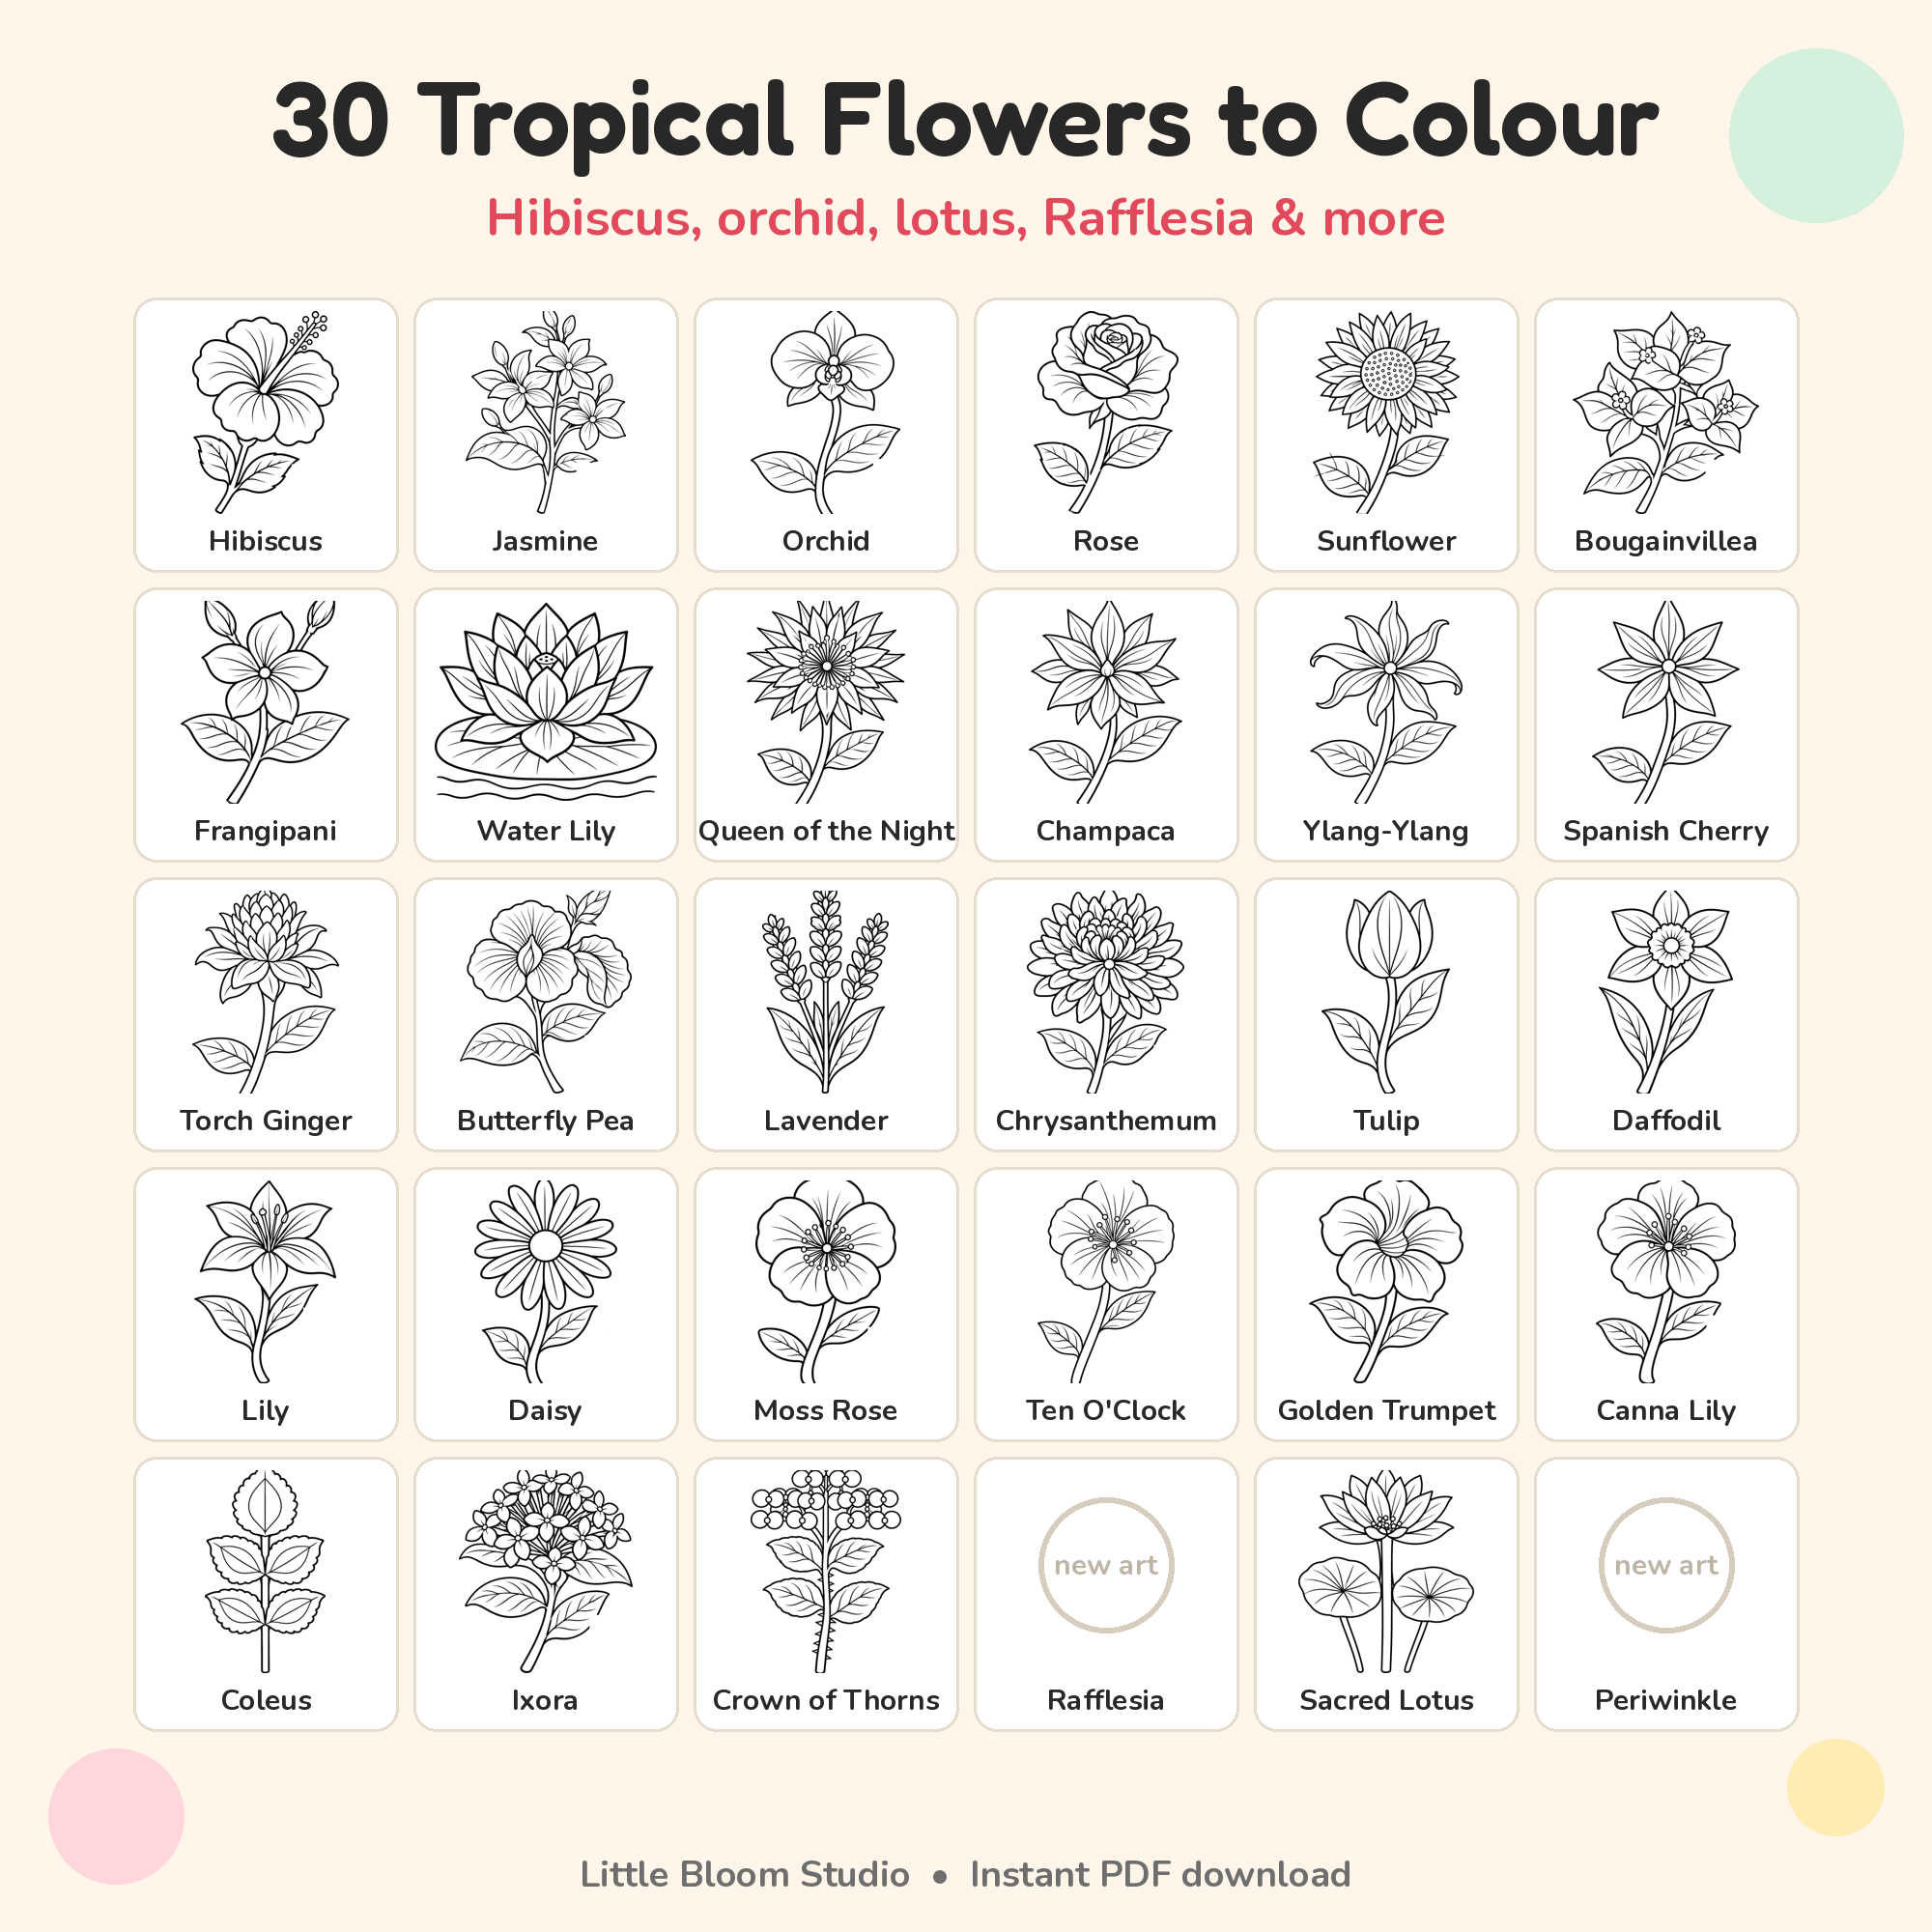 30 Tropical Flowers to Colour
Hibiscus, orchid, lotus, Rafflesia & more
Hibiscus
Jasmine
Orchid
Rose
Sunflower
Bougainvillea
Frangipani
Water Lily
Queen of the Night
Champaca
Ylang-Ylang
Spanish Cherry
Torch Ginger
Butterfly Pea
Lavender
Chrysanthemum
Tulip
Daffodil
Lily
Daisy
Moss Rose
Ten O'Clock
Golden Trumpet
Canna Lily
Coleus
Ixora
Crown of Thorns
new art
Rafflesia
Sacred Lotus
new art
Periwinkle
Little Bloom Studio • Instant PDF download